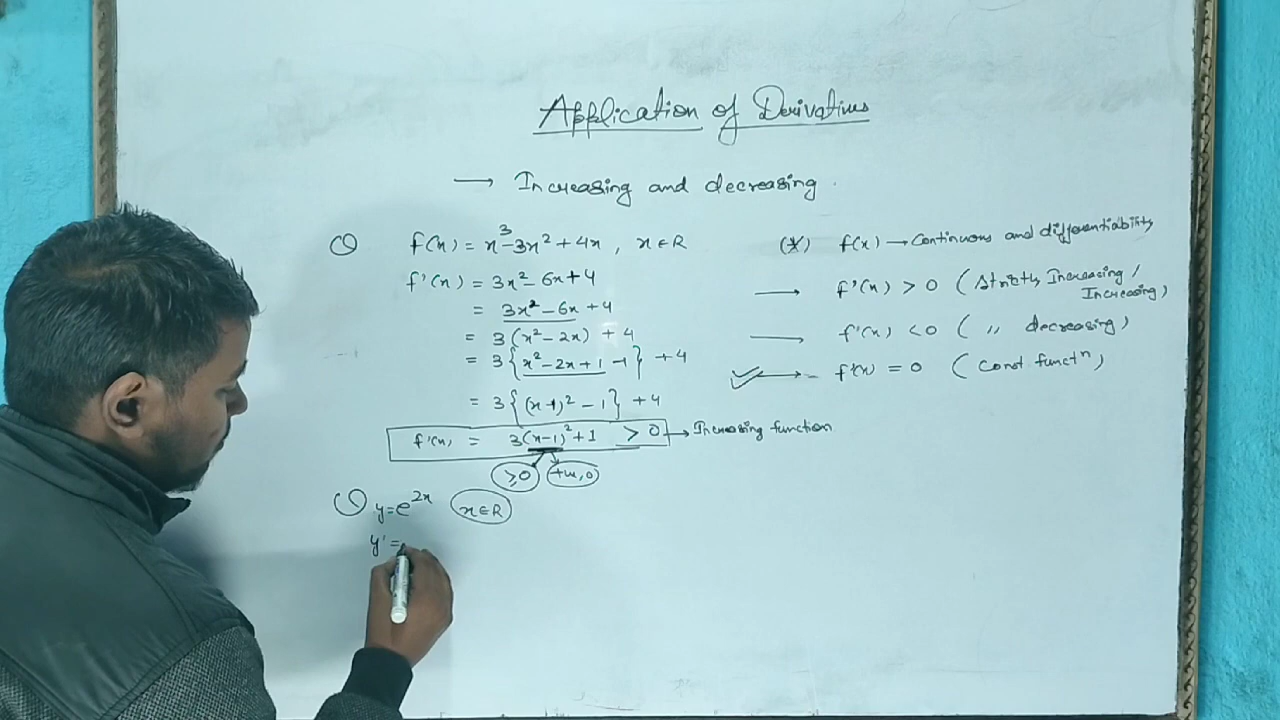 Application of Derivatives
→ Increasing and decreasing.
Q f(x) = x³-3x²+4x, x∈R
f'(x) = 3x²-6x+4
= 3x²-6x+4
= 3(x²-2x)+4
= 3{x²-2x+1-1}+4
= 3{(x-1)²-1}+4
f'(x) = 3(x-1)²+1 >0 → Increasing function
≥0 +ve,0
Q y=e^{2x} x∈R
y'=
(*) f(x) → Continuous and differentiability
→ f'(x) > 0 (Strictly Increasing /
Increasing)
→ f'(x) <0 ( ,, decreasing)
→ f'(x) = 0 (Const functⁿ)